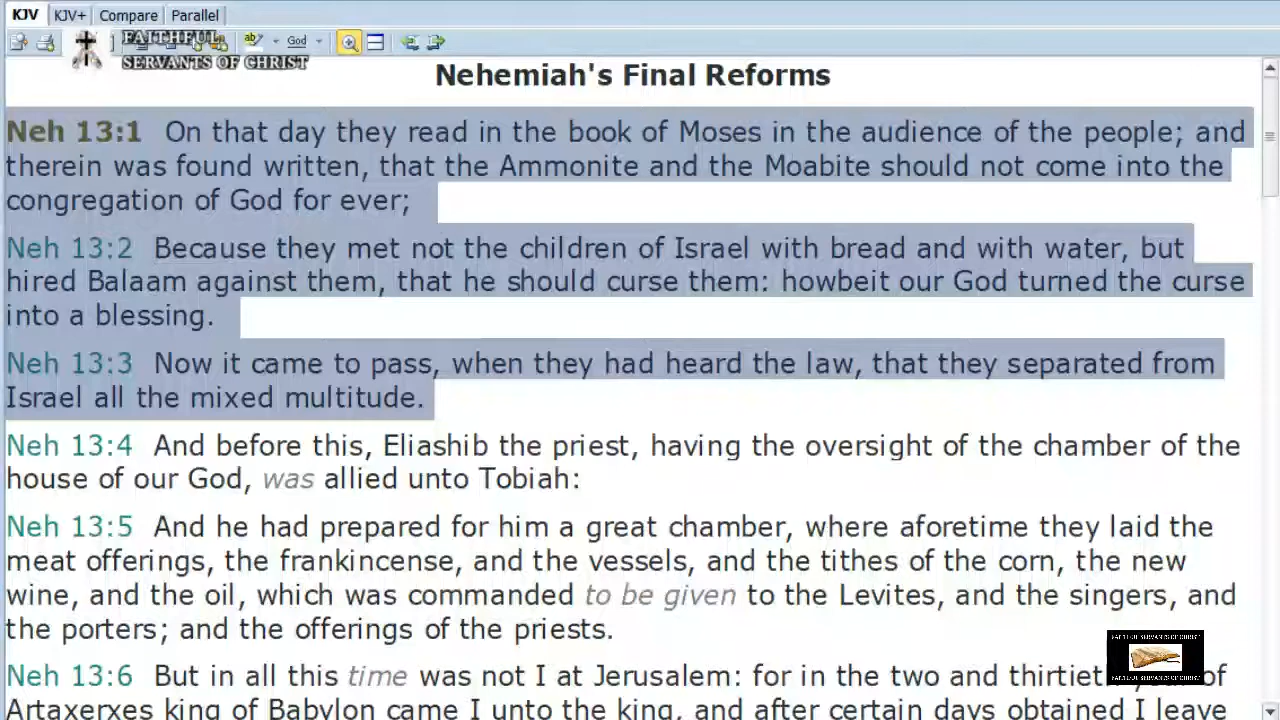 KJV KJV+ Compare Parallel
FAITHFUL
SERVANTS OF CHRIST
God
Nehemiah's Final Reforms
Neh 13:1 On that day they read in the book of Moses in the audience of the people; and
therein was found written, that the Ammonite and the Moabite should not come into the
congregation of God for ever;
Neh 13:2 Because they met not the children of Israel with bread and with water, but
hired Balaam against them, that he should curse them: howbeit our God turned the curse
into a blessing.
Neh 13:3 Now it came to pass, when they had heard the law, that they separated from
Israel all the mixed multitude.
Neh 13:4 And before this, Eliashib the priest, having the oversight of the chamber of the
house of our God, was allied unto Tobiah:
Neh 13:5 And he had prepared for him a great chamber, where aforetime they laid the
meat offerings, the frankincense, and the vessels, and the tithes of the corn, the new
wine, and the oil, which was commanded to be given to the Levites, and the singers, and
the porters; and the offerings of the priests.
FAITHFUL SERVANTS OF CHRIST
FAITHFUL SERVANTS OF CHRIST
Neh 13:6 But in all this time was not I at Jerusalem: for in the two and thirtieth year of
Artaxerxes king of Babylon came I unto the king, and after certain days obtained I leave